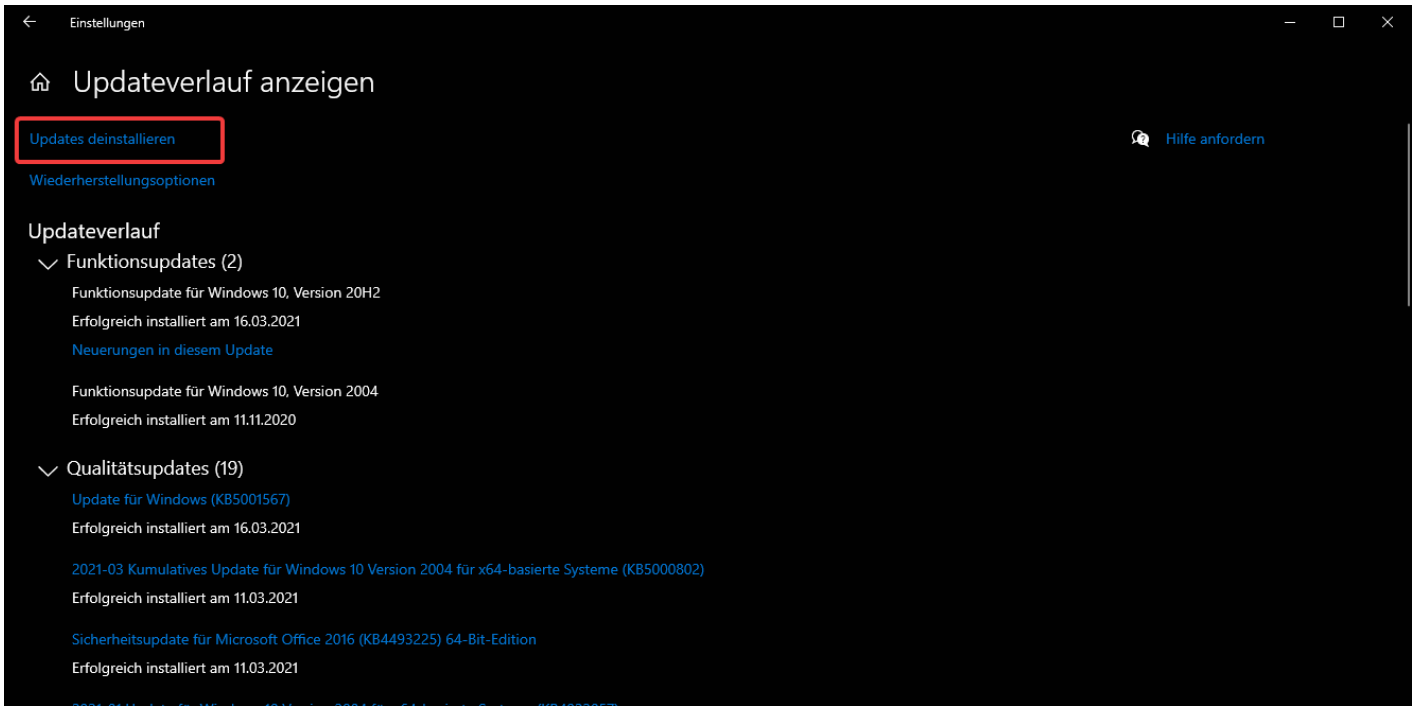 Einstellungen
Updateverlauf anzeigen
Updates deinstallieren
Hilfe anfordern
Wiederherstellungsoptionen
Updateverlauf
Funktionsupdates (2)
Funktionsupdate für Windows 10, Version 20H2
Erfolgreich installiert am 16.03.2021
Neuerungen in diesem Update
Funktionsupdate für Windows 10, Version 2004
Erfolgreich installiert am 11.11.2020
Qualitätsupdates (19)
Update für Windows (KB5001567)
Erfolgreich installiert am 16.03.2021
2021-03 Kumulatives Update für Windows 10 Version 2004 für x64-basierte Systeme (KB5000802)
Erfolgreich installiert am 11.03.2021
Sicherheitsupdate für Microsoft Office 2016 (KB4493225) 64-Bit-Edition
Erfolgreich installiert am 11.03.2021